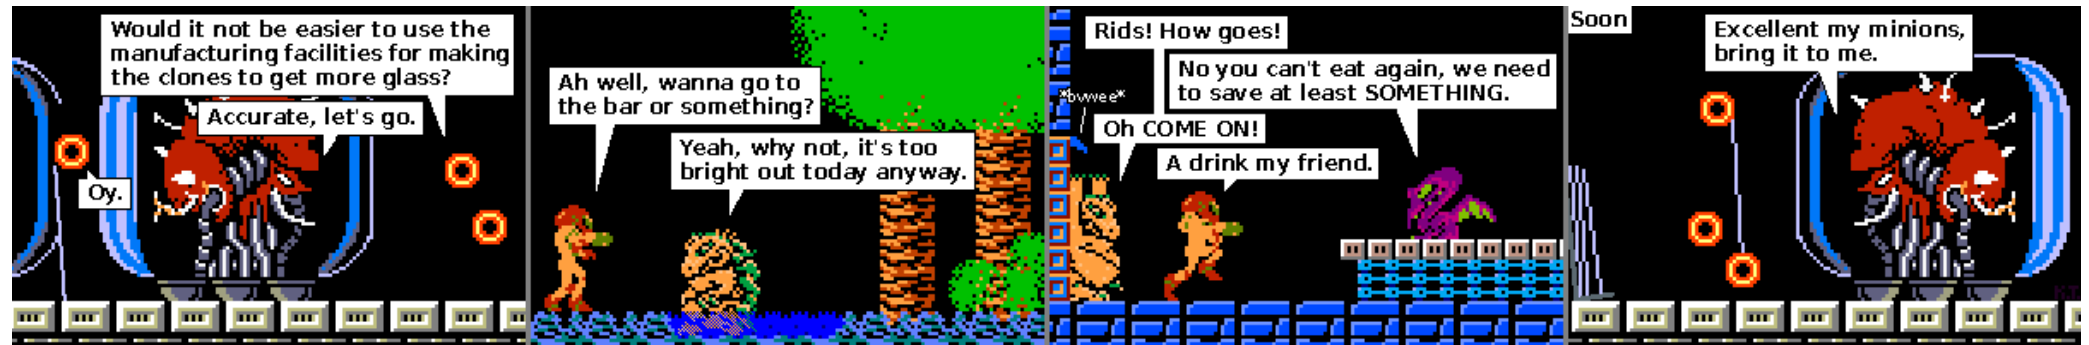 Would it not be easier to use the
manufacturing facilities for making
the clones to get more glass?
Accurate, let's go.
Oy.
Ah well, wanna go to
the bar or something?
Yeah, why not, it's too
bright out today anyway.
Rids! How goes!
No you can't eat again, we need
to save at least SOMETHING.
*bvwee*
Oh COME ON!
A drink my friend.
Soon
Excellent my minions,
bring it to me.
KT